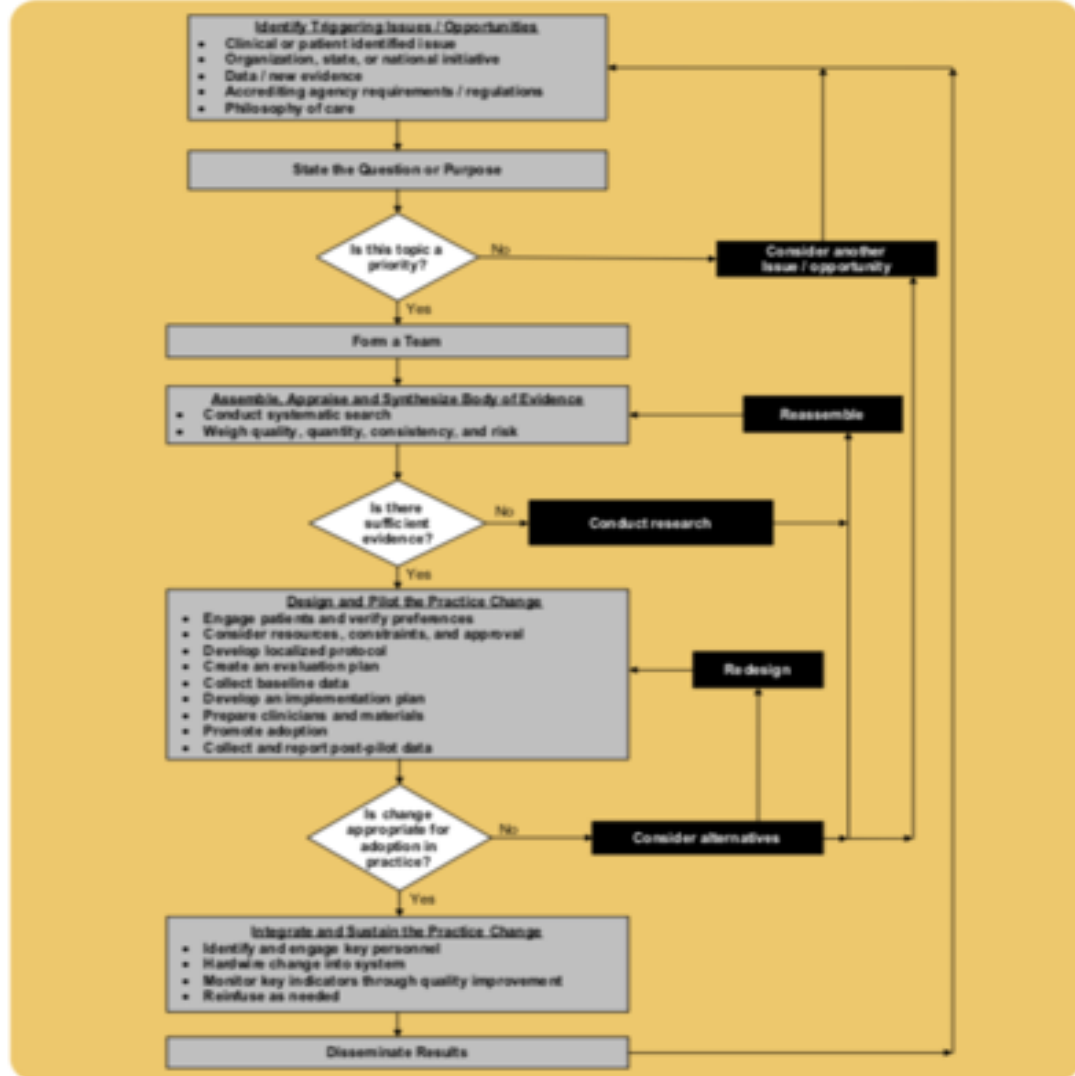 Identify Triggering Issues / Opportunities
• Clinical or patient identified issue
• Organization, state, or national initiative
• Data / new evidence
• Accrediting agency requirements / regulations
• Philosophy of care
State the Question or Purpose
Is this topic a
priority?
No
Consider another
Issue / opportunity
Yes
Form a Team
Assemble, Appraise and Synthesize Body of Evidence
• Conduct systematic search
• Weigh quality, quantity, consistency, and risk
Reassemble
Is there
sufficient
evidence?
No
Conduct research
Yes
Design and Pilot the Practice Change
• Engage patients and verify preferences
• Consider resources, constraints, and approval
• Develop localized protocol
• Create an evaluation plan
• Collect baseline data
• Develop an implementation plan
• Prepare clinicians and materials
• Promote adoption
• Collect and report post-pilot data
Redesign
Is change
appropriate for
adoption in
practice?
No
Consider alternatives
Yes
Integrate and Sustain the Practice Change
• Identify and engage key personnel
• Hardwire change into system
• Monitor key indicators through quality improvement
• Reinfuse as needed
Disseminate Results